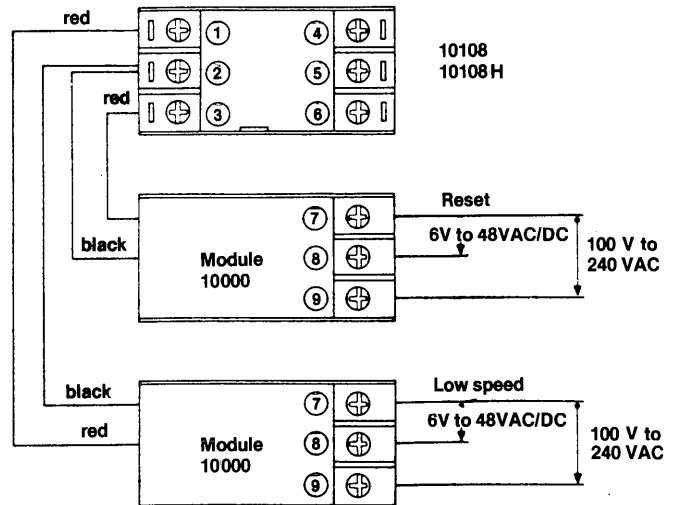 red
1
4
10108
2
5
10108H
red
3
6
7
Reset
6V to 48VAC/DC
black
Module
10000
8
100 V to
240 VAC
9
black
7
Low speed
6V to 48VAC/DC
red
Module
10000
8
100 V to
240 VAC
9